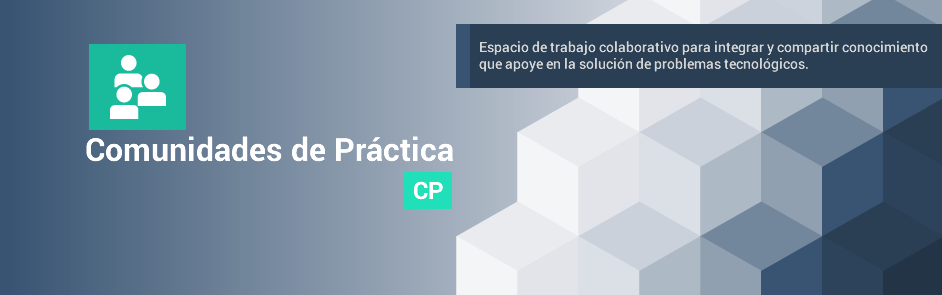 Espacio de trabajo colaborativo para integrar y compartir conocimiento
que apoye en la solución de problemas tecnológicos.
Comunidades de Práctica
CP